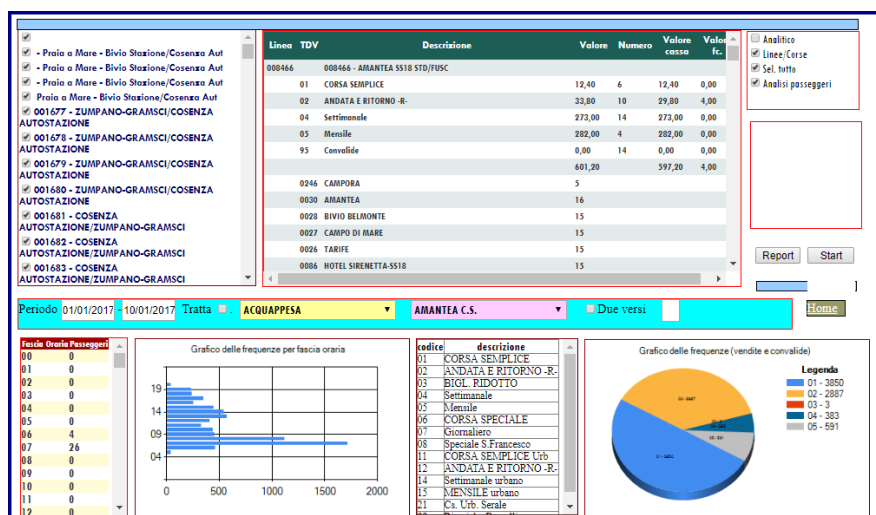 - Praia a Mare - Bivio Stazione/Cosenza Aut
- Praia a Mare - Bivio Stazione/Cosenza Aut
- Praia a Mare - Bivio Stazione/Cosenza Aut
Praia a Mare - Bivio Stazione/Cosenza Aut
001677 - ZUMPANO-GRAMSCI/COSENZA
AUTOSTAZIONE
001678 - ZUMPANO-GRAMSCI/COSENZA
AUTOSTAZIONE
001679 - ZUMPANO-GRAMSCI/COSENZA
AUTOSTAZIONE
001680 - ZUMPANO-GRAMSCI/COSENZA
AUTOSTAZIONE
001681 - COSENZA
AUTOSTAZIONE/ZUMPANO-GRAMSCI
001682 - COSENZA
AUTOSTAZIONE/ZUMPANO-GRAMSCI
001683 - COSENZA
AUTOSTAZIONE/ZUMPANO-GRAMSCI
Linea TDV Descrizione Valore Numero Valore cassa Valor fc.
008466 008466 - AMANTEA SS18 STD/FUSC
01 CORSA SEMPLICE 12,40 6 12,40 0,00
02 ANDATA E RITORNO -R- 33,80 10 29,80 4,00
04 Settimanale 273,00 14 273,00 0,00
05 Mensile 282,00 4 282,00 0,00
95 Convalide 0,00 14 0,00 0,00
601,20 597,20 4,00
0246 CAMPORA 5
0030 AMANTEA 16
0028 BIVIO BELMONTE 15
0027 CAMPO DI MARE 15
0026 TARIFE 15
0086 HOTEL SIRENETTA-SS18 15
Analitico
Linee/Corse
Sel. tutto
Analisi passeggeri
Report Start
]
Periodo 01/01/2017 - 10/01/2017 Tratta . ACQUAPPESA AMANTEA C.S. Due versi
Home
Fascia Oraria Passeggeri
00 0
01 0
02 0
03 0
04 0
05 0
06 4
07 26
08 0
09 0
10 0
11 0
12 0
Grafico delle frequenze per fascia oraria
19
14
09
04
0 500 1000 1500 2000
codice descrizione
01 CORSA SEMPLICE
02 ANDATA E RITORNO -R-
03 BIGL. RIDOTTO
04 Settimanale
05 Mensile
06 CORSA SPECIALE
07 Giornaliero
08 Speciale S.Francesco
11 CORSA SEMPLICE Urb
12 ANDATA E RITORNO -R-
14 Settimanale urbano
15 MENSILE urbano
21 Cs. Urb. Serale
Grafico delle frequenze (vendite e convalide)
Legenda
01 - 3850
02 - 2887
03 - 3
04 - 383
05 - 591